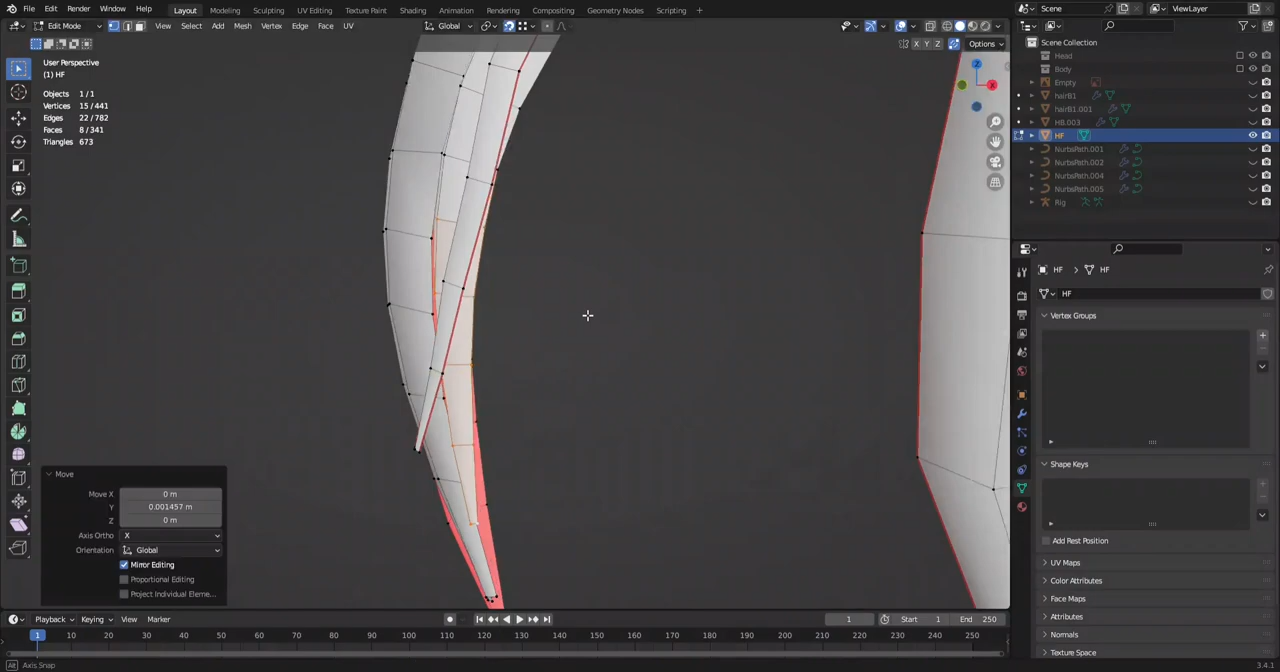 File Edit Render Window Help Layout Modeling Sculpting UV Editing Texture Paint Shading Animation Rendering Compositing Geometry Nodes Scripting + Scene ViewLayer
Edit Mode View Select Add Mesh Vertex Edge Face UV Global
X Y Z Options
User Perspective
(1) HF
Objects 1/1
Vertices 15/441
Edges 22/782
Faces 8/341
Triangles 673
Z
X
Move
Move X 0 m
Y 0.001457 m
Z 0 m
Axis Ortho X
Orientation Global
Mirror Editing
Proportional Editing
Project Individual Eleme...
Scene Collection
Head
Body
Empty
hairB1
hairB1.001
HB.003
HF
NurbsPath.001
NurbsPath.002
NurbsPath.004
NurbsPath.005
Rig
HF > HF
HF
Vertex Groups
Shape Keys
Add Rest Position
UV Maps
Color Attributes
Face Maps
Attributes
Normals
Texture Space
Playback Keying View Marker 1 Start 1 End 250
1 10 20 30 40 50 60 70 80 90 100 110 120 130 140 150 160 170 180 190 200 210 220 230 240 250
Alt Axis Snap 3.4.1